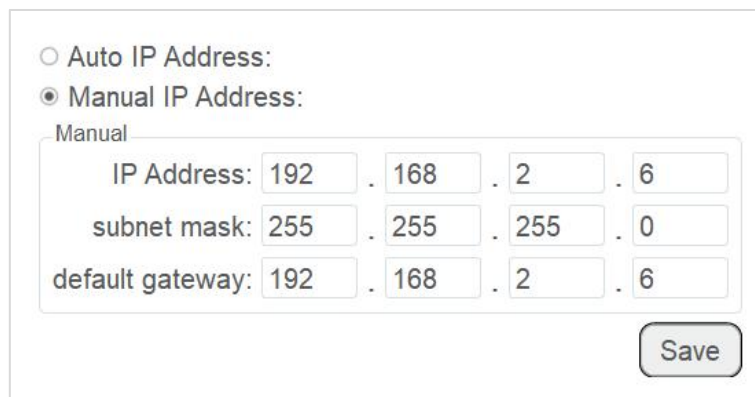 Auto IP Address:
Manual IP Address:
Manual
IP Address: 192 . 168 . 2 . 6
subnet mask: 255 . 255 . 255 . 0
default gateway: 192 . 168 . 2 . 6
Save